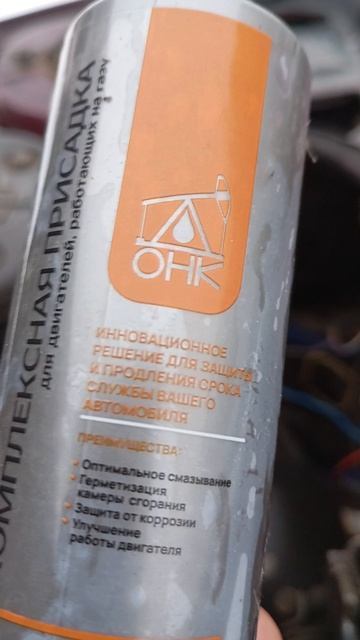 КОМПЛЕКСНАЯ ПРИСАДКА
для двигателей, работающих на газу
ОНК
ИННОВАЦИОННОЕ
РЕШЕНИЕ ДЛЯ ЗАЩИТЫ
И ПРОДЛЕНИЯ СРОКА
СЛУЖБЫ ВАШЕГО
АВТОМОБИЛЯ
ПРЕИМУЩЕСТВА:
• Оптимальное смазывание
• Герметизация
камеры сгорания
• Защита от коррозии
• Улучшение
работы двигателя